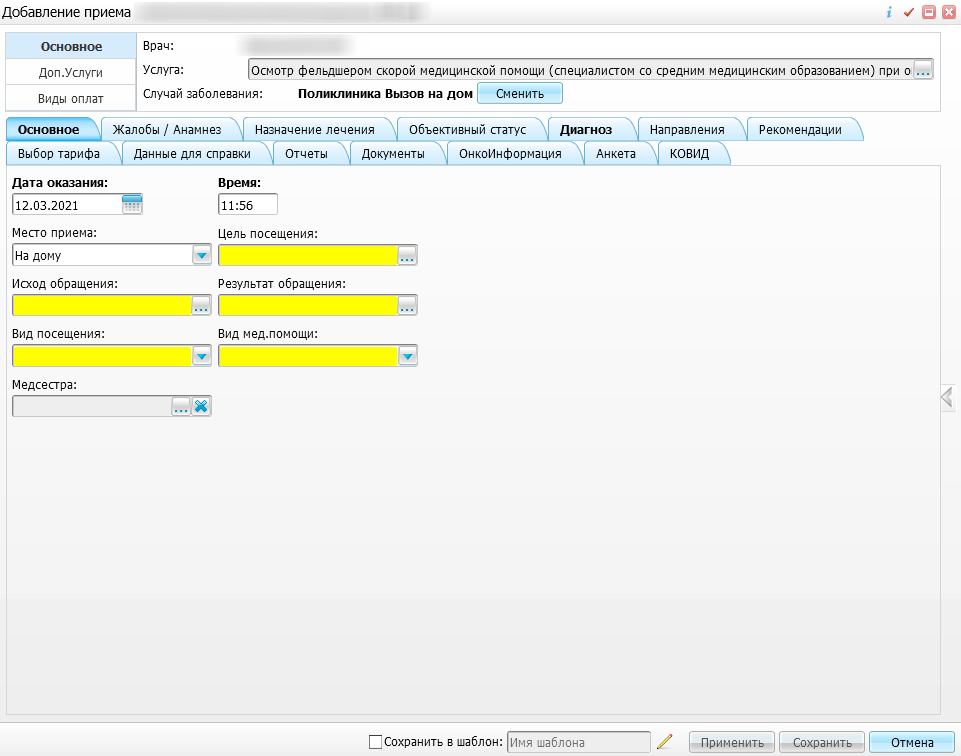 Добавление приема
Основное
Доп.Услуги
Виды оплат
Врач:
Услуга: Осмотр фельдшером скорой медицинской помощи (специалистом со средним медицинским образованием) при о ...
Случай заболевания: Поликлиника Вызов на дом Сменить
Основное Жалобы / Анамнез Назначение лечения Объективный статус Диагноз Направления Рекомендации
Выбор тарифа Данные для справки Отчеты Документы ОнкоИнформация Анкета КОВИД
Дата оказания: Время:
12.03.2021 11:56
Место приема: Цель посещения:
На дому ...
Исход обращения: Результат обращения:
... ...
Вид посещения: Вид мед.помощи:
Медсестра:
...
Сохранить в шаблон: Имя шаблона Применить Сохранить Отмена